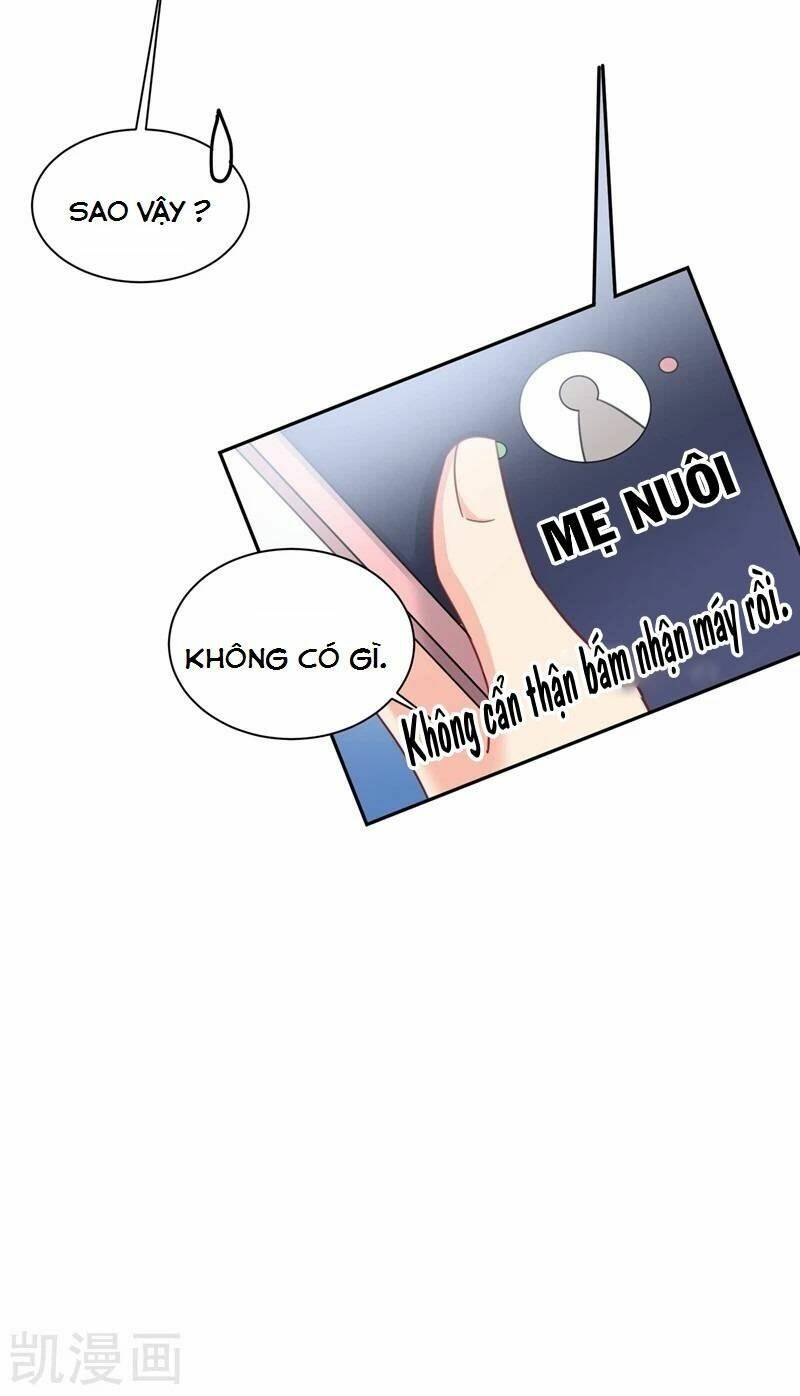 SAO VẬY ?
MẸ NUÔI
KHÔNG CÓ GÌ.
Không cẩn thận bấm nhận máy rồi.
凯漫画